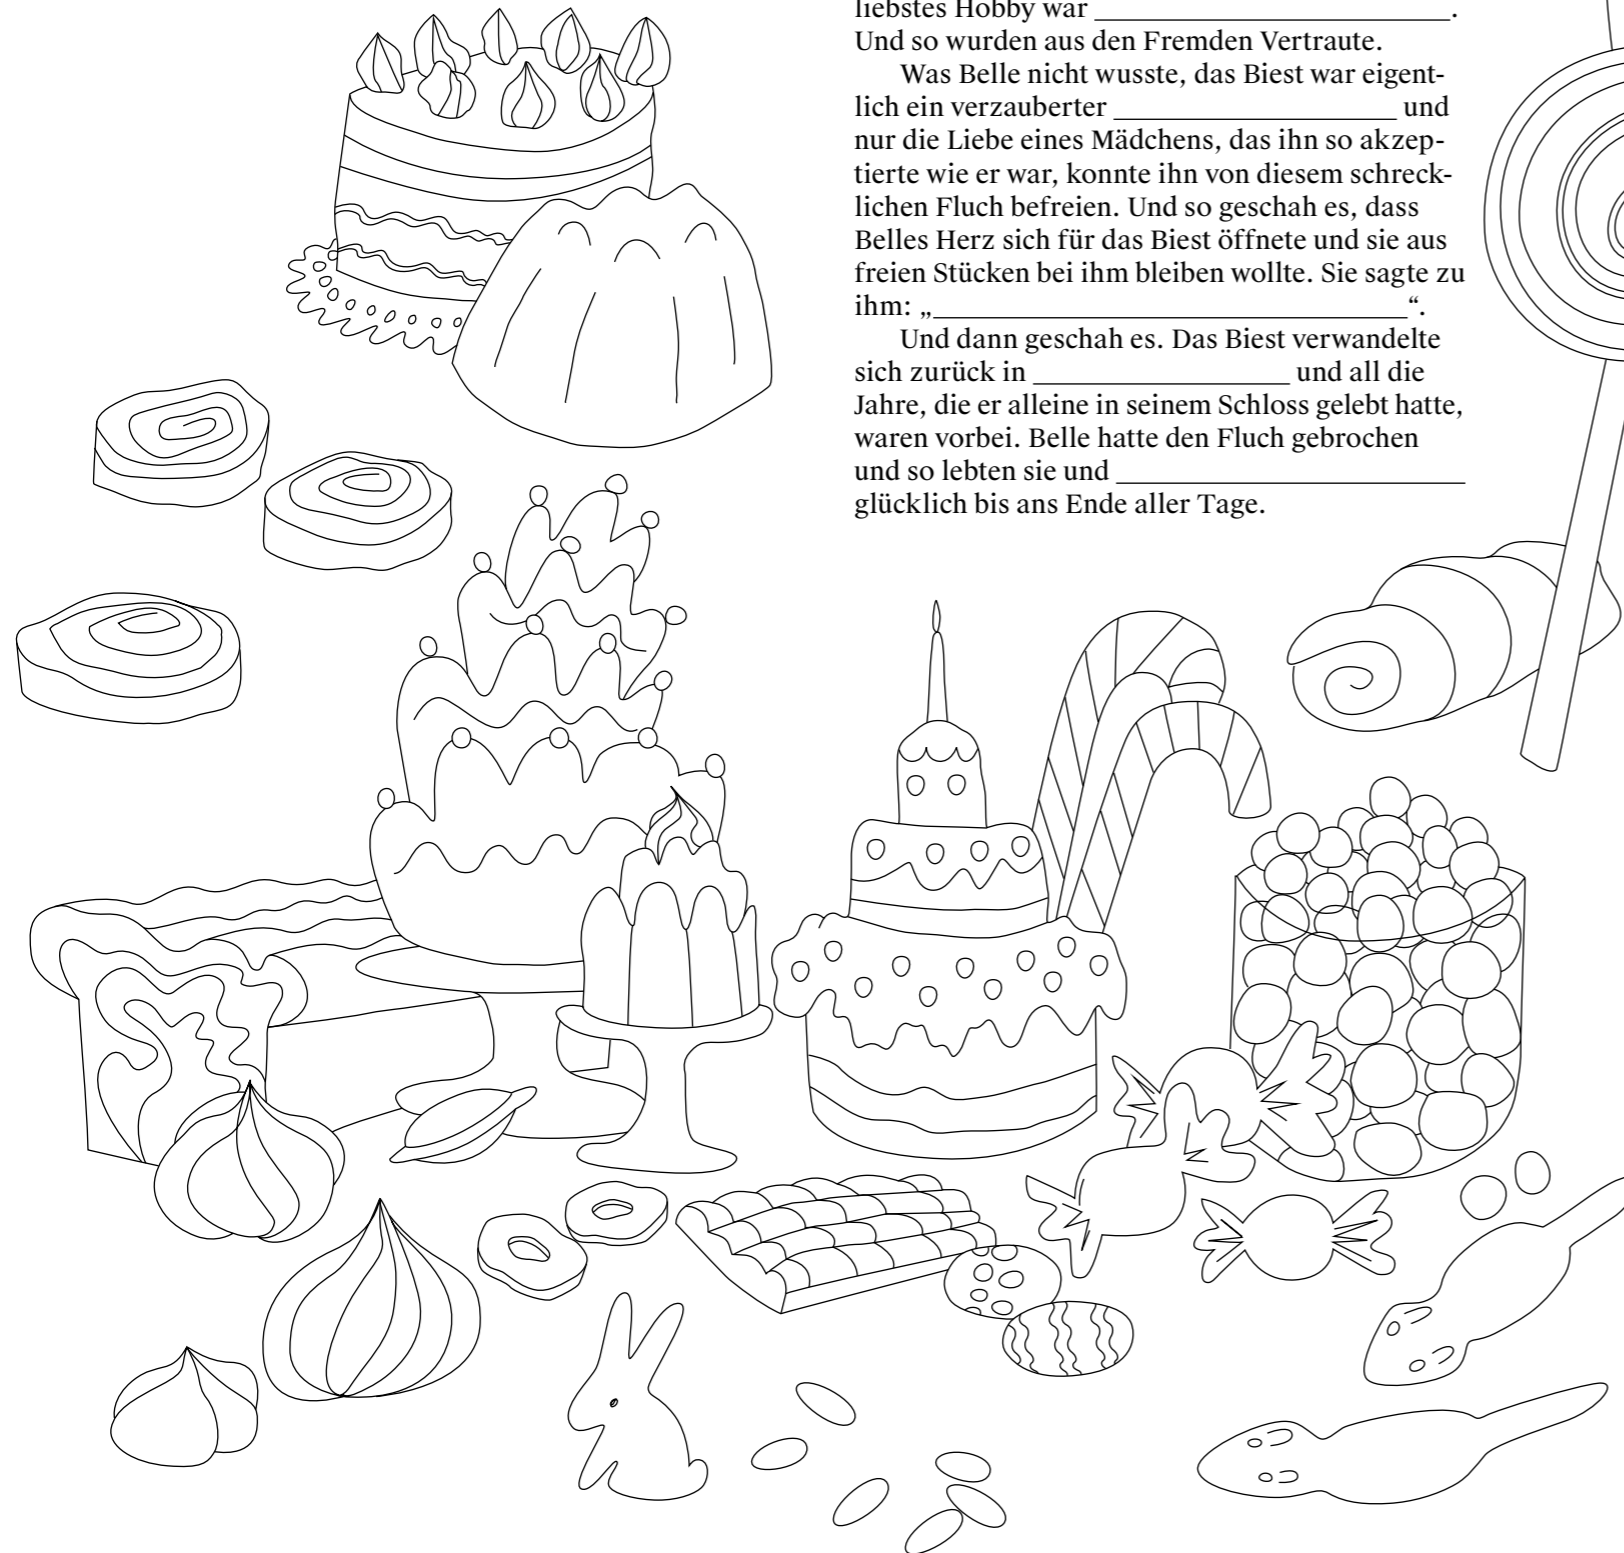 liebstes Hobby war ______________________.
Und so wurden aus den Fremden Vertraute.
Was Belle nicht wusste, das Biest war eigent-
lich ein verzauberter __________________ und
nur die Liebe eines Mädchens, das ihn so akzep-
tierte wie er war, konnte ihn von diesem schreck-
lichen Fluch befreien. Und so geschah es, dass
Belles Herz sich für das Biest öffnete und sie aus
freien Stücken bei ihm bleiben wollte. Sie sagte zu
ihm: „______________________________“.
Und dann geschah es. Das Biest verwandelte
sich zurück in ________________ und all die
Jahre, die er alleine in seinem Schloss gelebt hatte,
waren vorbei. Belle hatte den Fluch gebrochen
und so lebten sie und ______________________
glücklich bis ans Ende aller Tage.